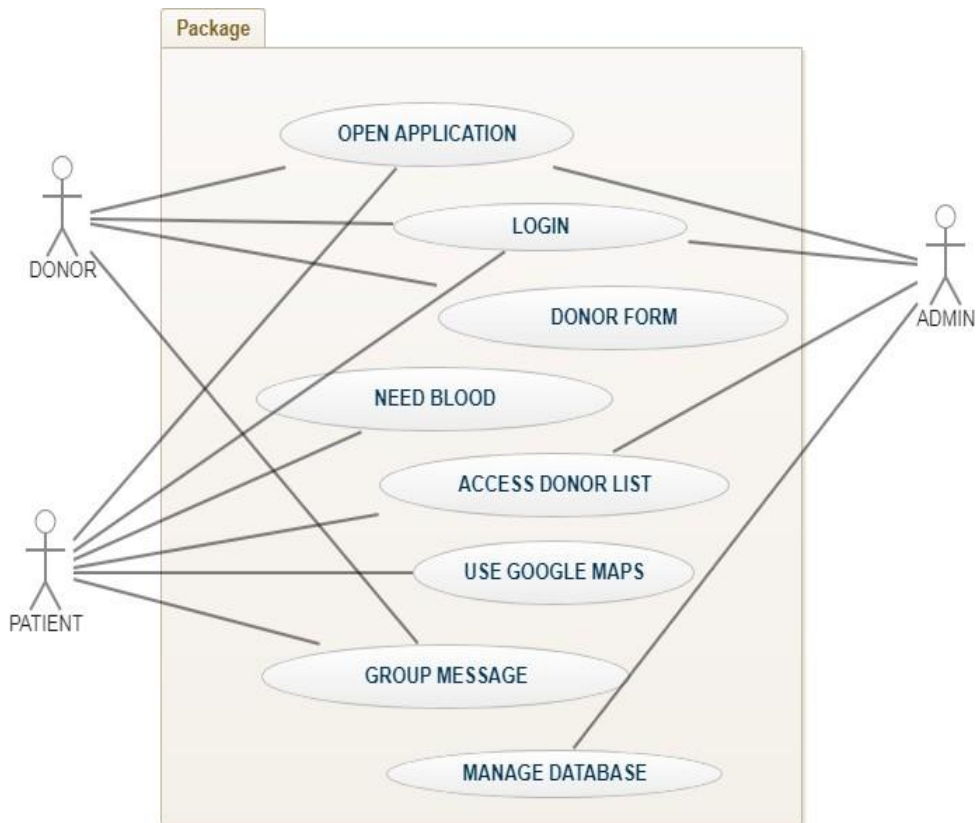 Package
OPEN APPLICATION
LOGIN
DONOR
DONOR FORM
ADMIN
NEED BLOOD
ACCESS DONOR LIST
USE GOOGLE MAPS
PATIENT
GROUP MESSAGE
MANAGE DATABASE